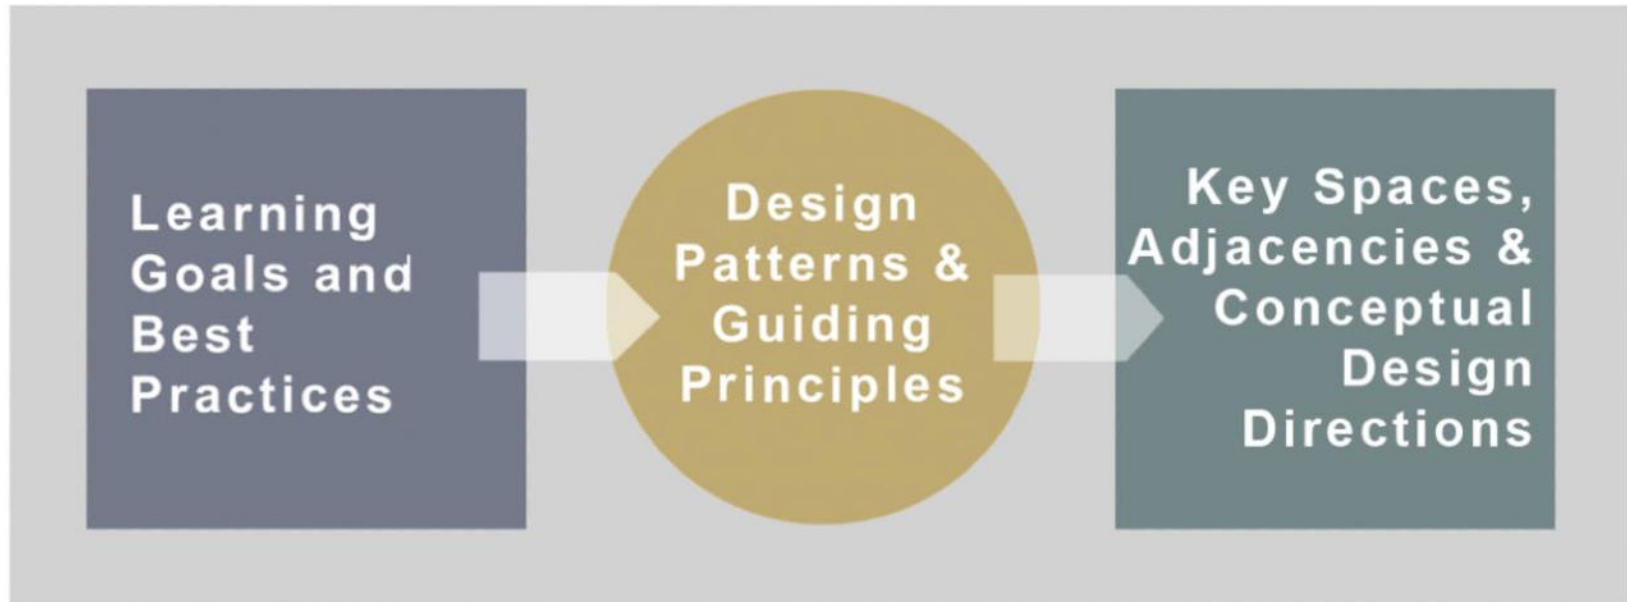 Learning
Goals and
Best
Practices
Design
Patterns &
Guiding
Principles
Key Spaces,
Adjacencies &
Conceptual
Design
Directions